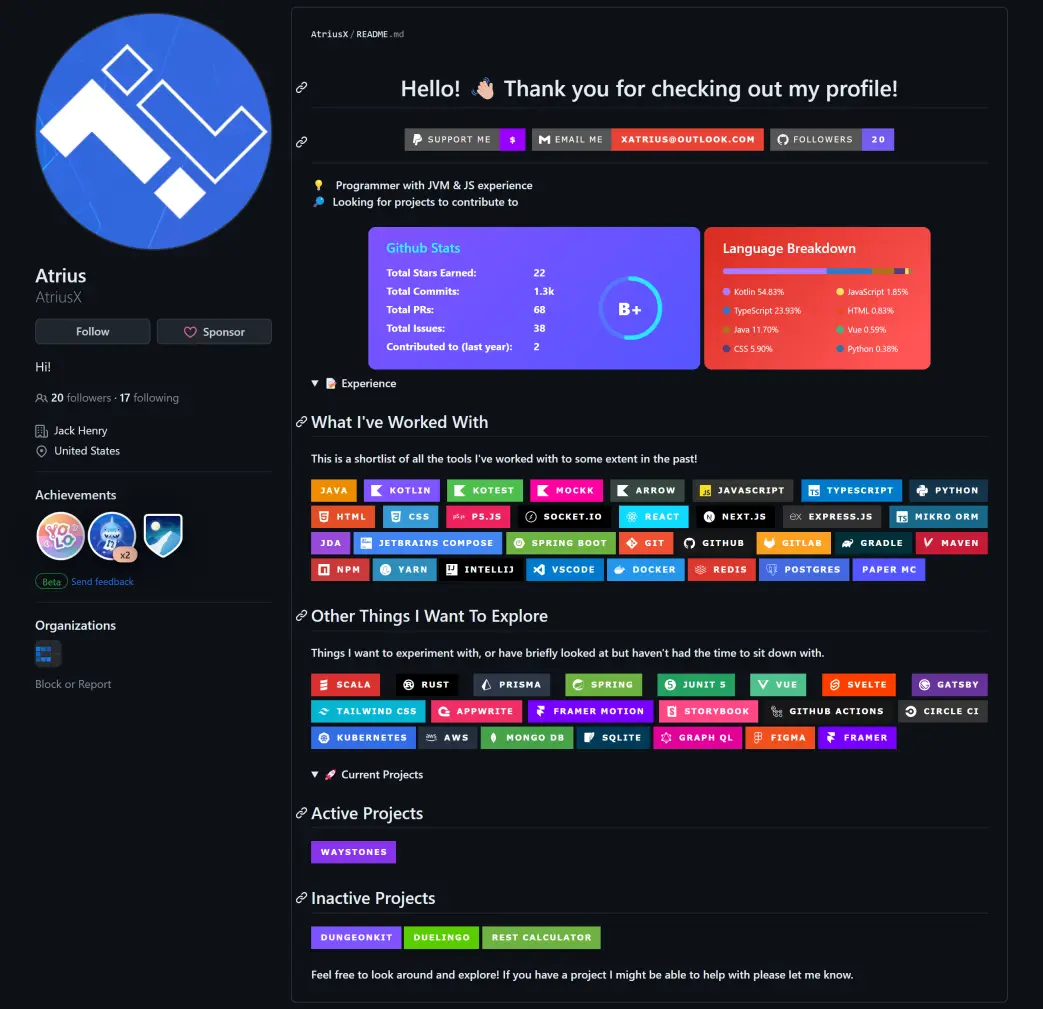 Atrius
AtriusX
Follow
Sponsor
Hi!
20 followers · 17 following
Jack Henry
United States
Achievements
YOLO
x2
Beta Send feedback
Organizations
Block or Report
AtriusX/README.md
Hello! 👋 Thank you for checking out my profile!
SUPPORT ME $ EMAIL ME XATRIUS@OUTLOOK.COM FOLLOWERS 20
Programmer with JVM & JS experience
Looking for projects to contribute to
Github Stats
Total Stars Earned: 22
Total Commits: 1.3k
Total PRs: 68
Total Issues: 38
Contributed to (last year): 2
B+
Language Breakdown
Kotlin 54.83% JavaScript 1.85%
TypeScript 23.93% HTML 0.83%
Java 11.70% Vue 0.59%
CSS 5.90% Python 0.38%
Experience
What I've Worked With
This is a shortlist of all the tools I've worked with to some extent in the past!
JAVA KOTLIN KOTEST MOCKK ARROW JS JAVASCRIPT TS TYPESCRIPT PYTHON
HTML CSS P5.JS SOCKET.IO REACT NEXT.JS ex EXPRESS.JS TS MIKRO ORM
JDA JETBRAINS COMPOSE SPRING BOOT GIT GITHUB GITLAB GRADLE MAVEN
NPM YARN IJ INTELLIJ VSCODE DOCKER REDIS POSTGRES PAPER MC
Other Things I Want To Explore
Things I want to experiment with, or have briefly looked at but haven't had the time to sit down with.
SCALA RUST PRISMA SPRING JUNIT 5 VUE SVELTE GATSBY
TAILWIND CSS APPWRITE FRAMER MOTION STORYBOOK GITHUB ACTIONS CIRCLE CI
KUBERNETES aws AWS MONGO DB SQLITE GRAPH QL FIGMA FRAMER
Current Projects
Active Projects
WAYSTONES
Inactive Projects
DUNGEONKIT DUELINGO REST CALCULATOR
Feel free to look around and explore! If you have a project I might be able to help with please let me know.